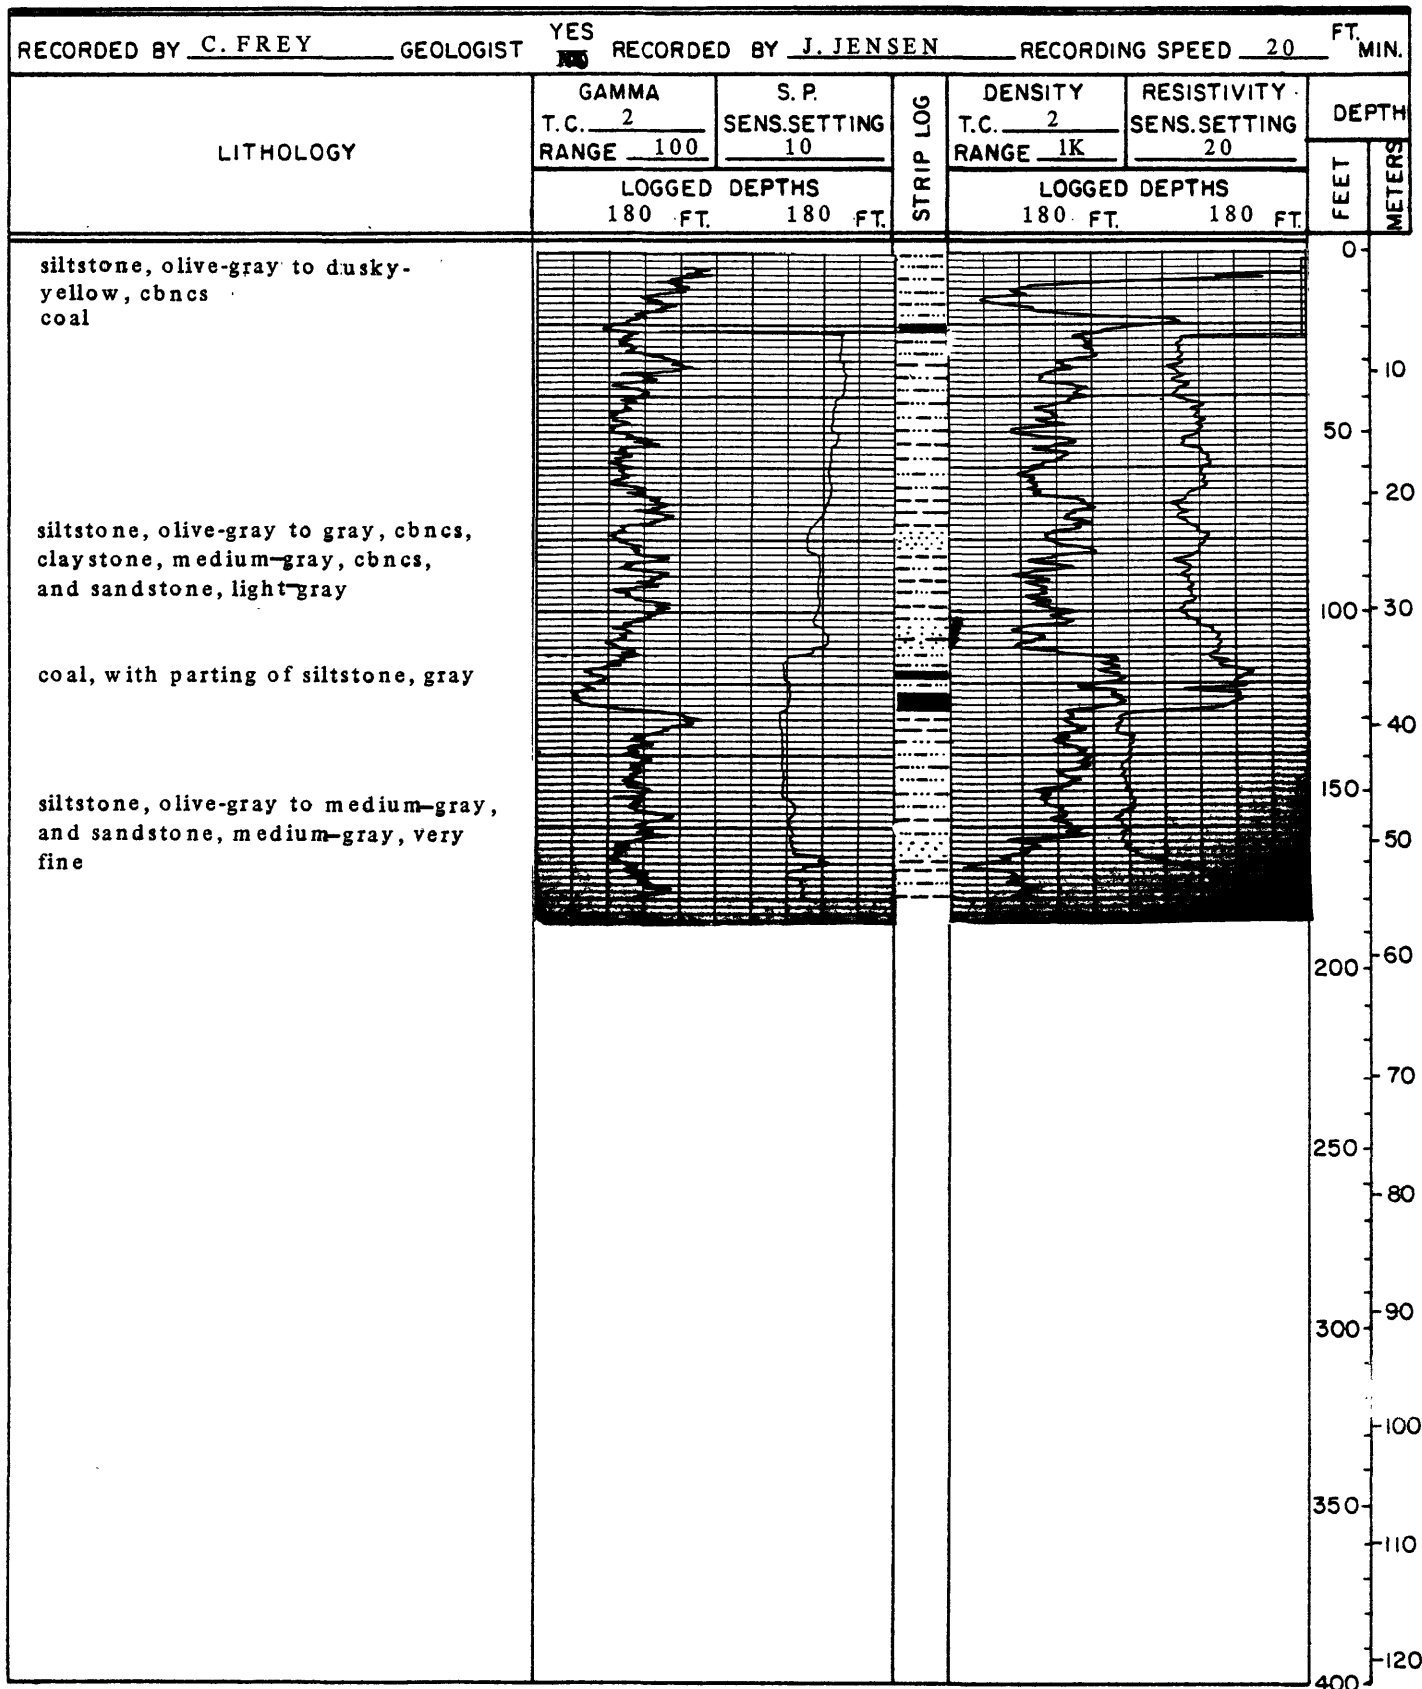 RECORDED BY C. FREY GEOLOGIST YES RECORDED BY J. JENSEN RECORDING SPEED 20 FT. MIN.
LITHOLOGY
GAMMA
T.C. 2
RANGE 100
S. P.
SENS. SETTING
10
LOGGED DEPTHS
180 FT. 180 FT.
STRIP LOG
DENSITY
T.C. 2
RANGE 1K
RESISTIVITY
SENS. SETTING
20
LOGGED DEPTHS
180 FT. 180 FT.
DEPTH
FEET
METERS
siltstone, olive-gray to dusky-
yellow, cbncs
coal
siltstone, olive-gray to gray, cbncs,
claystone, medium-gray, cbncs,
and sandstone, light-gray
coal, with parting of siltstone, gray
siltstone, olive-gray to medium-gray,
and sandstone, medium-gray, very
fine
0
10
50
20
100 30
40
150
50
60
200
70
250
80
90
300
100
350
110
120
400